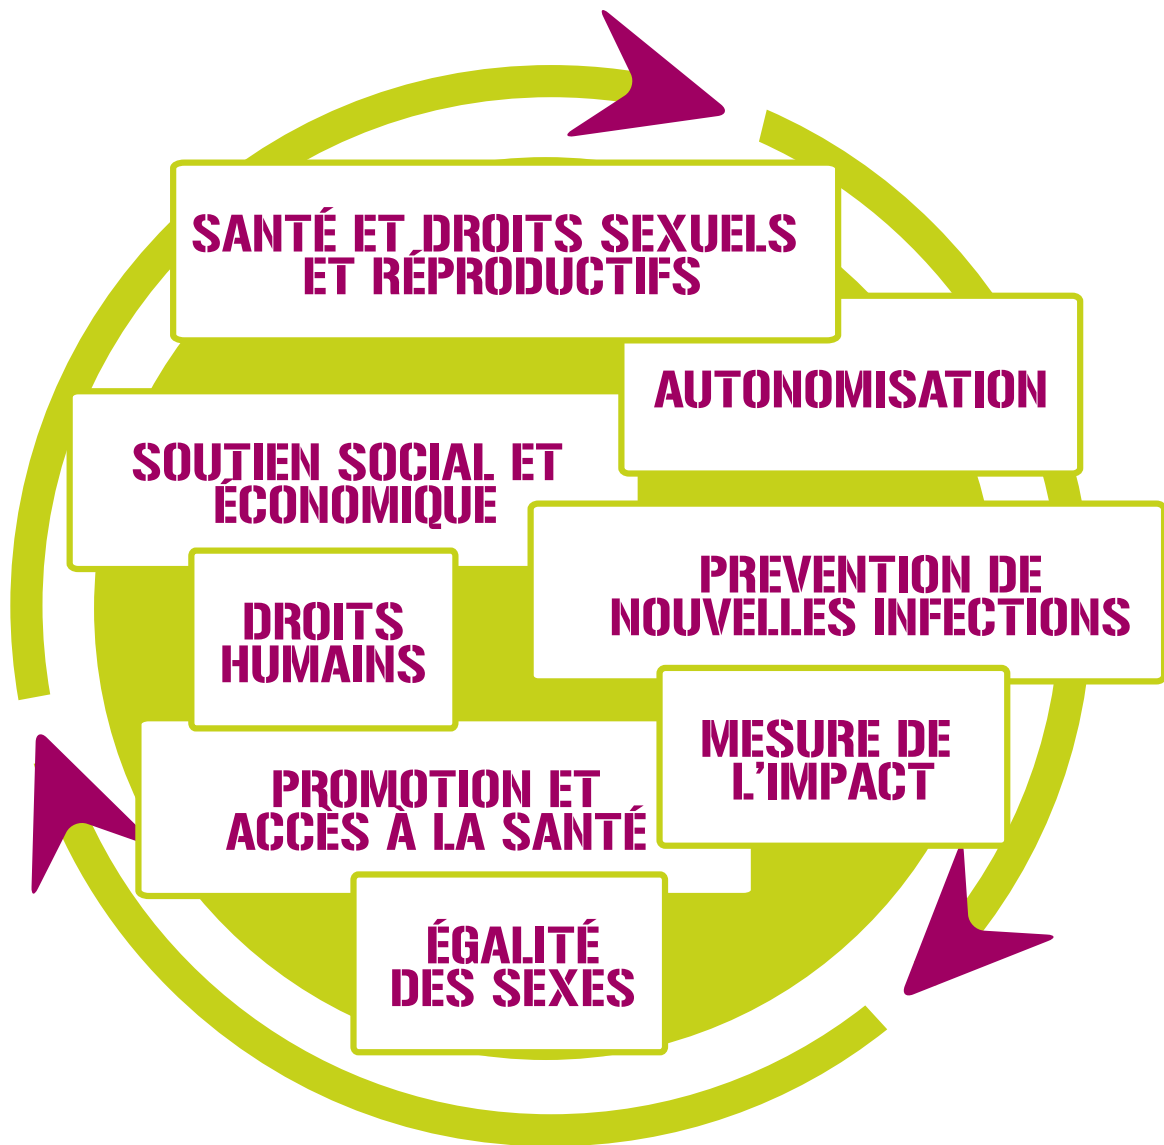 SANTÉ ET DROITS SEXUELS
ET RÉPRODUCTIFS
AUTONOMISATION
SOUTIEN SOCIAL ET
ÉCONOMIQUE
PREVENTION DE
NOUVELLES INFECTIONS
DROITS
HUMAINS
MESURE DE
L'IMPACT
PROMOTION ET
ACCÈS À LA SANTÉ
ÉGALITÉ
DES SEXES